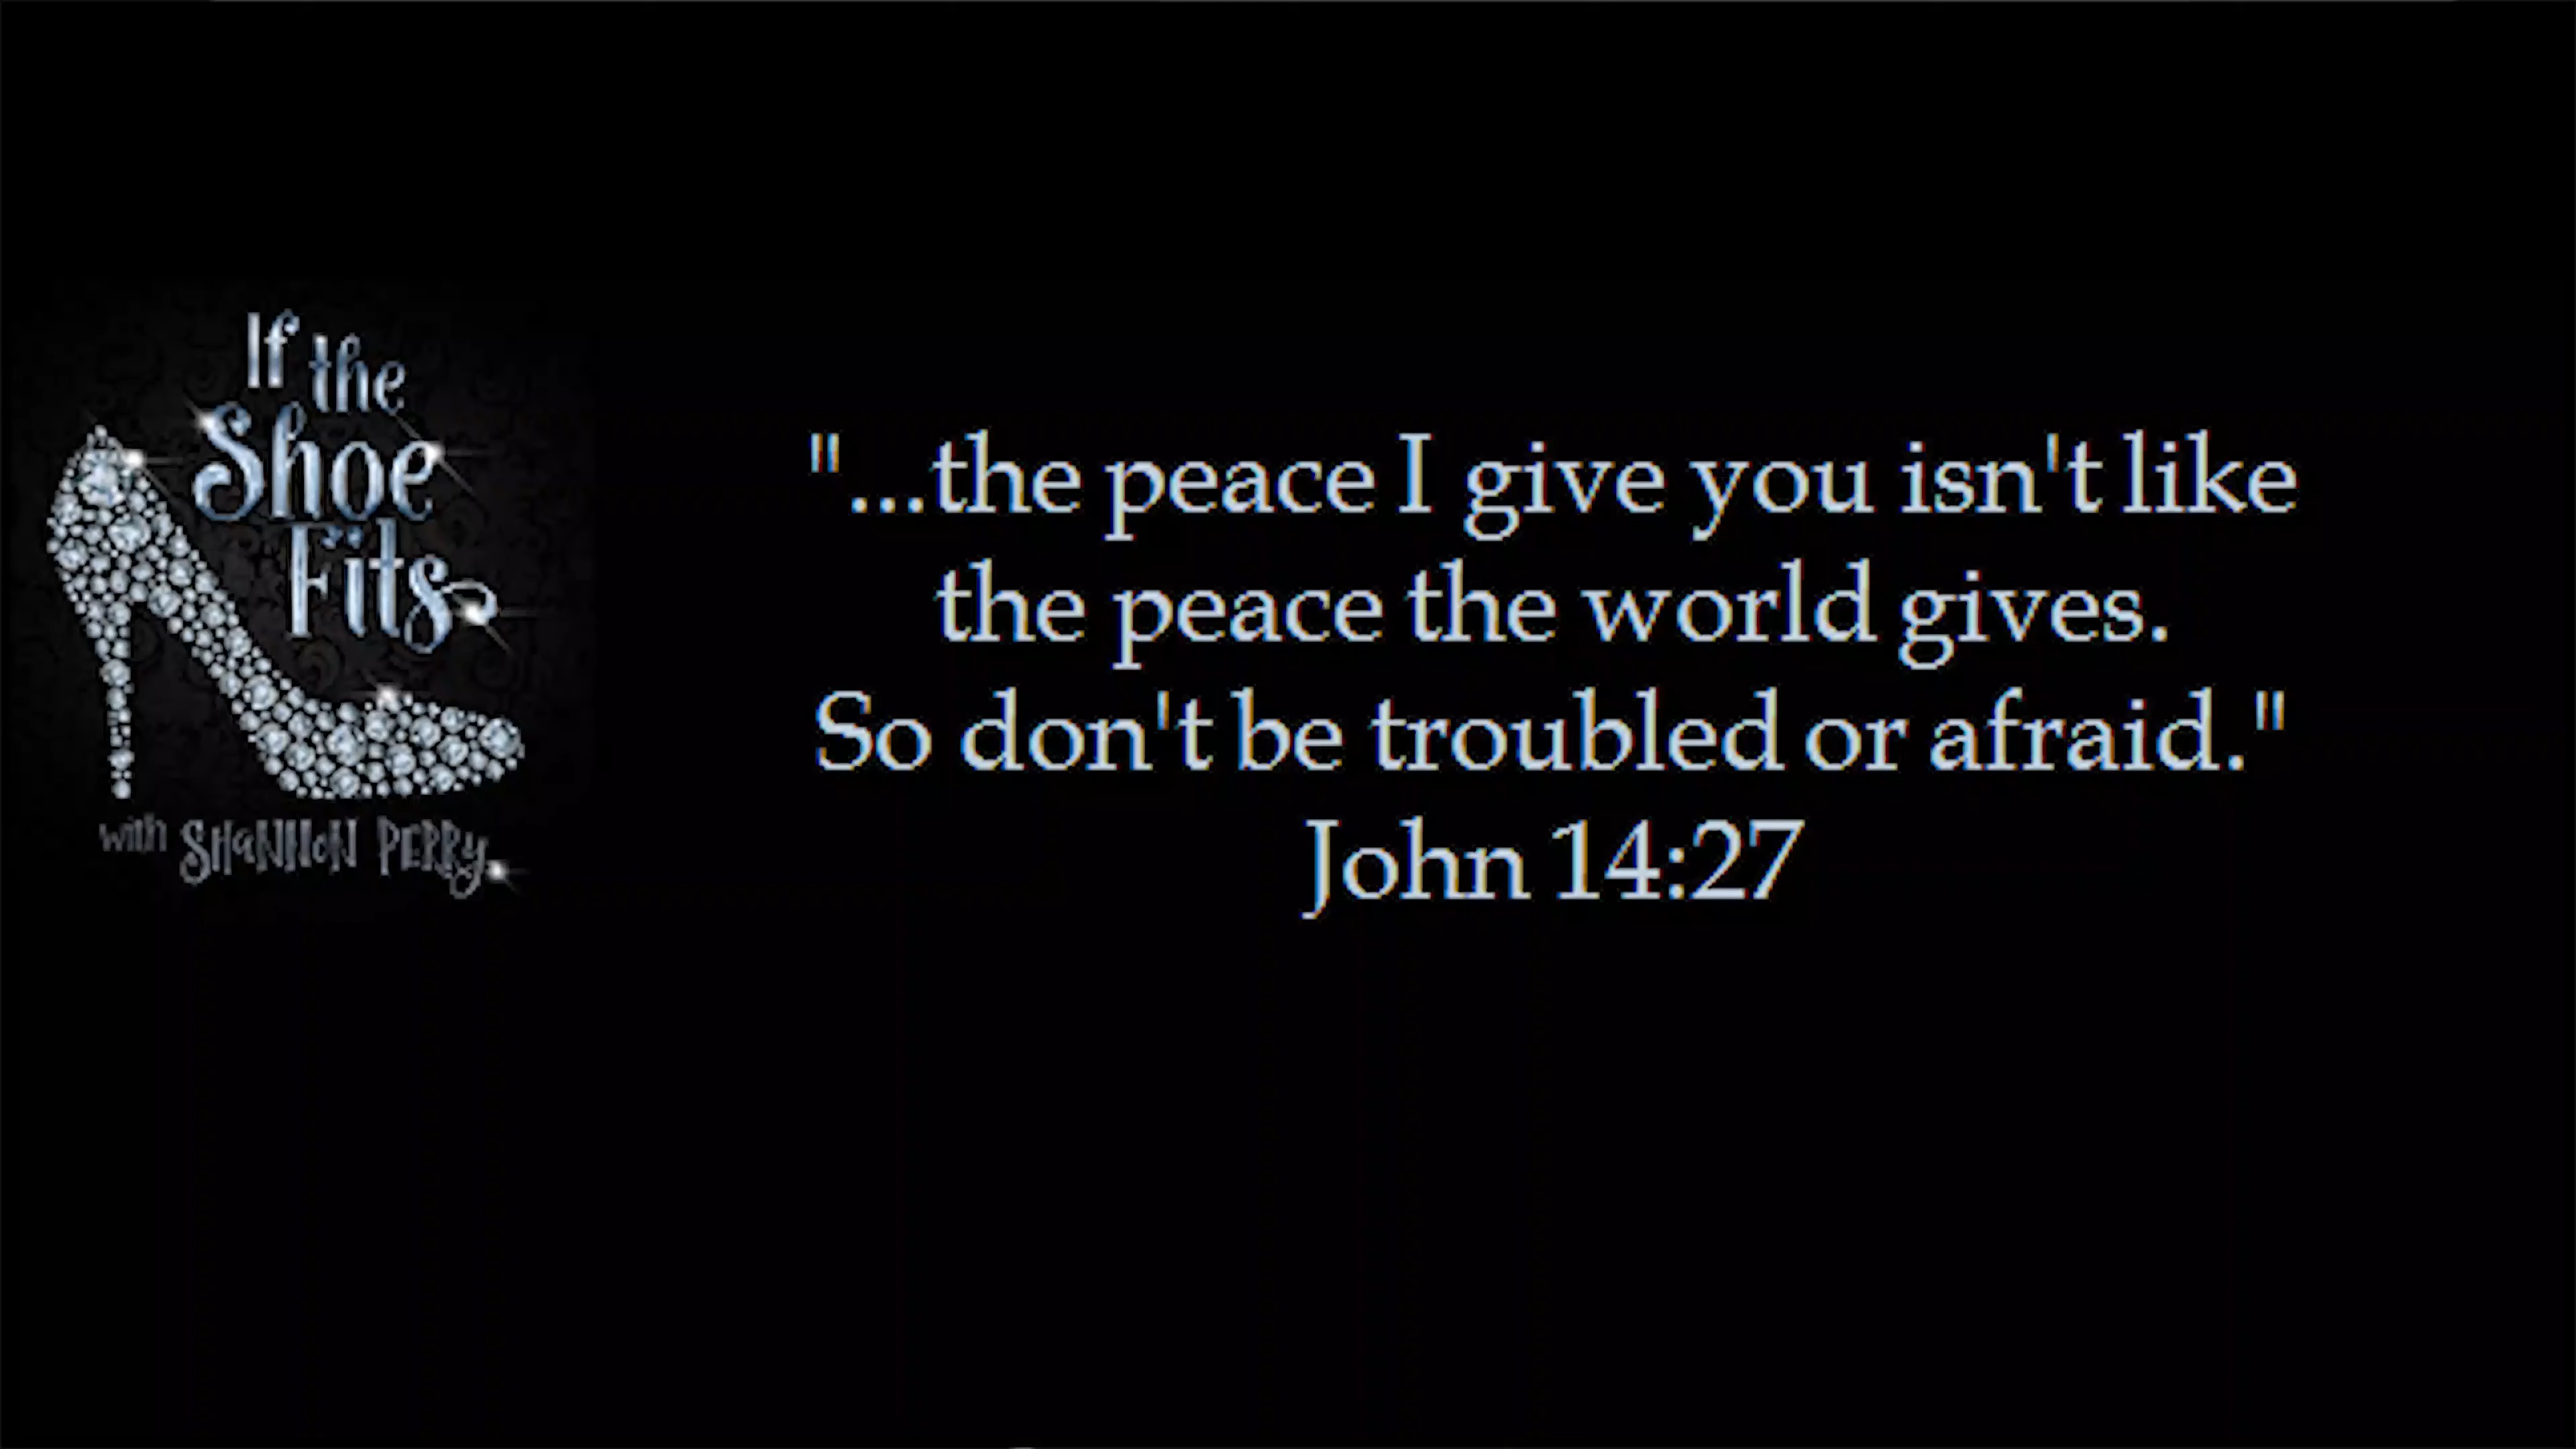 If the
Shoe
Fits
with SHaNNoN PERRy
"...the peace I give you isn't like
the peace the world gives.
So don't be troubled or afraid."
John 14:27